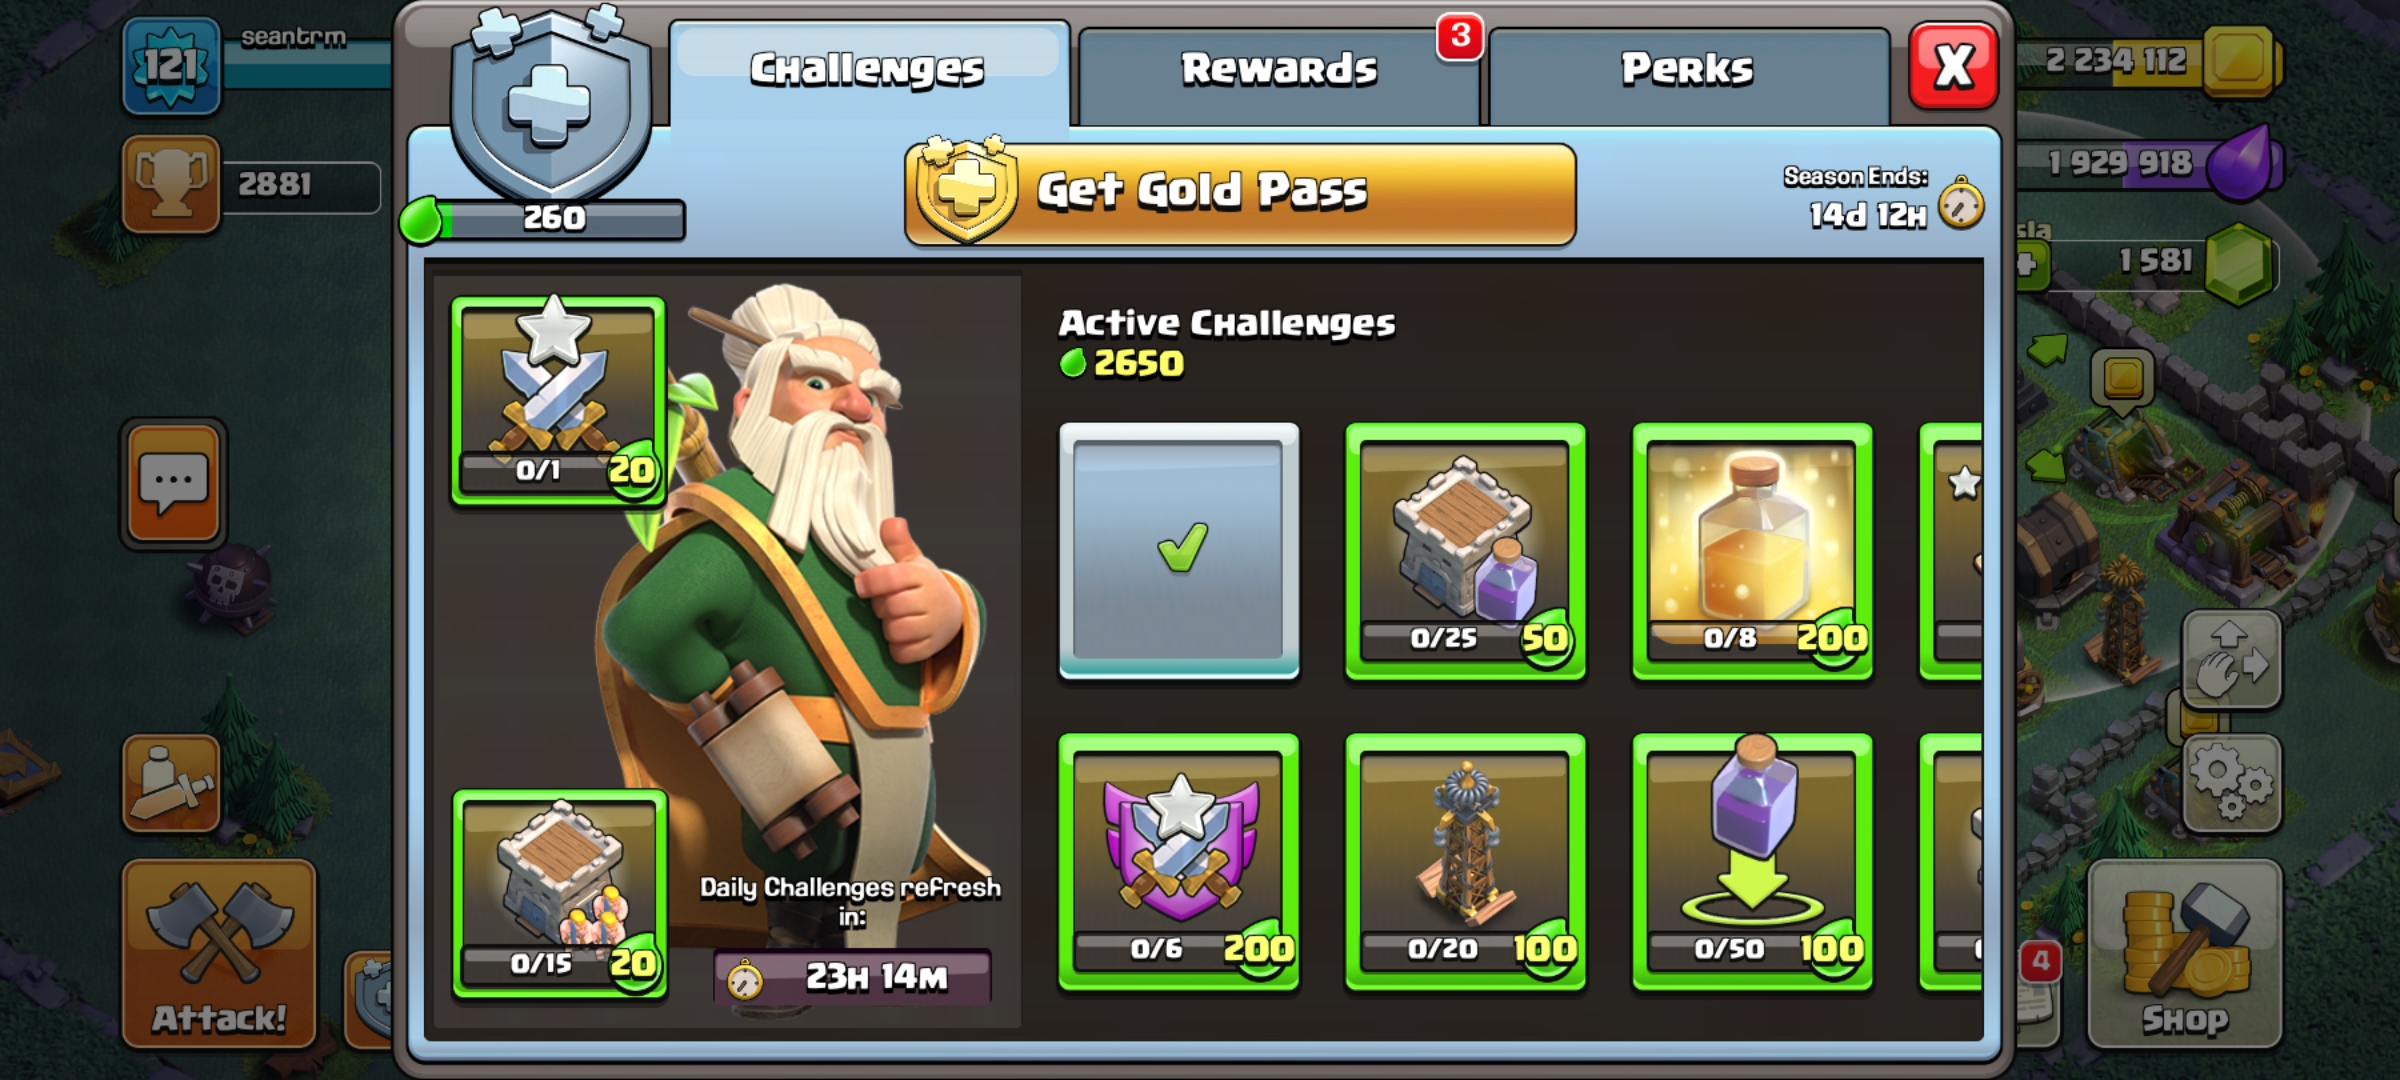 121
seantrm
Challenges
Rewards
3
Perks
X
2 234 112
2881
260
Get Gold Pass
Season Ends:
14d 12H
1 929 918
sla
1 581
Active Challenges
2650
0/1
20
0/25
50
0/8
200
0/6
200
0/20
100
0/50
100
0/15
20
Daily Challenges refresh
in:
23H 14M
Attack!
4
Shop